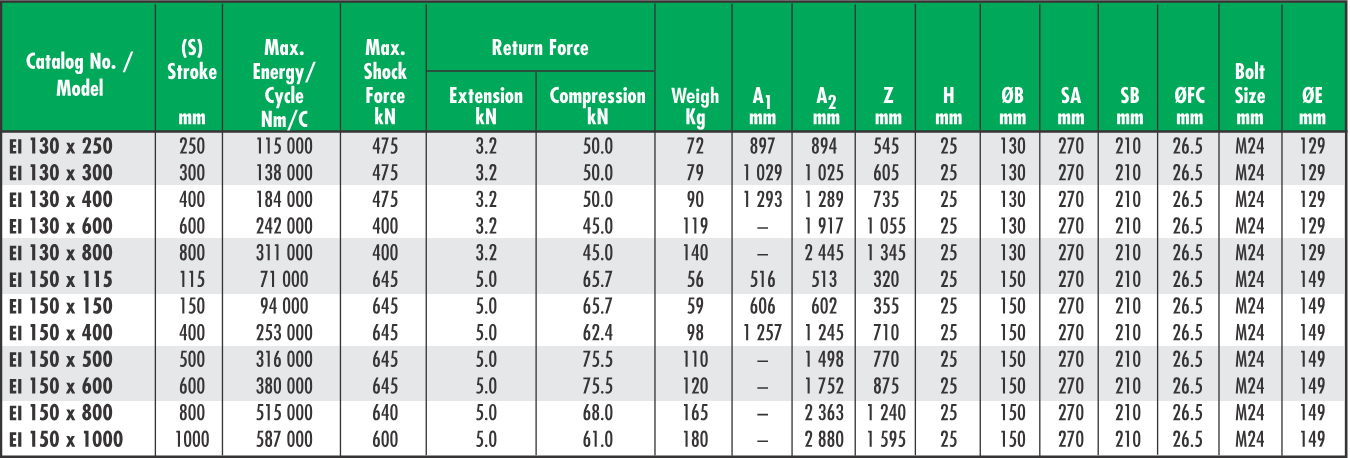 Catalog No. / Model (S) Stroke mm Max. Energy/ Cycle Nm/C Max. Shock Force kN Return Force Extension kN Compression kN Weigh Kg A1 mm A2 mm Z mm H mm ØB mm SA mm SB mm ØFC mm Bolt Size mm ØE mm
EI 130 x 250 250 115 000 475 3.2 50.0 72 897 894 545 25 130 270 210 26.5 M24 129
EI 130 x 300 300 138 000 475 3.2 50.0 79 1 029 1 025 605 25 130 270 210 26.5 M24 129
EI 130 x 400 400 184 000 475 3.2 50.0 90 1 293 1 289 735 25 130 270 210 26.5 M24 129
EI 130 x 600 600 242 000 400 3.2 45.0 119 – 1 917 1 055 25 130 270 210 26.5 M24 129
EI 130 x 800 800 311 000 400 3.2 45.0 140 – 2 445 1 345 25 130 270 210 26.5 M24 129
EI 150 x 115 115 71 000 645 5.0 65.7 56 516 513 320 25 150 270 210 26.5 M24 149
EI 150 x 150 150 94 000 645 5.0 65.7 59 606 602 355 25 150 270 210 26.5 M24 149
EI 150 x 400 400 253 000 645 5.0 62.4 98 1 257 1 245 710 25 150 270 210 26.5 M24 149
EI 150 x 500 500 316 000 645 5.0 75.5 110 – 1 498 770 25 150 270 210 26.5 M24 149
EI 150 x 600 600 380 000 645 5.0 75.5 120 – 1 752 875 25 150 270 210 26.5 M24 149
EI 150 x 800 800 515 000 640 5.0 68.0 165 – 2 363 1 240 25 150 270 210 26.5 M24 149
EI 150 x 1000 1000 587 000 600 5.0 61.0 180 – 2 880 1 595 25 150 270 210 26.5 M24 149